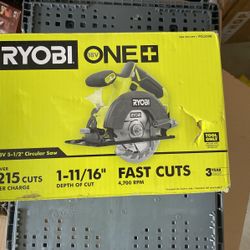 RYOBI 18V ONE+
RYOBI
TOOL
ONLY
5-1/2" Circular Saw
215 CUTS
PER CHARGE
1-11/16"
DEPTH OF CUT
FAST CUTS
4,700 RPM
3 YEAR